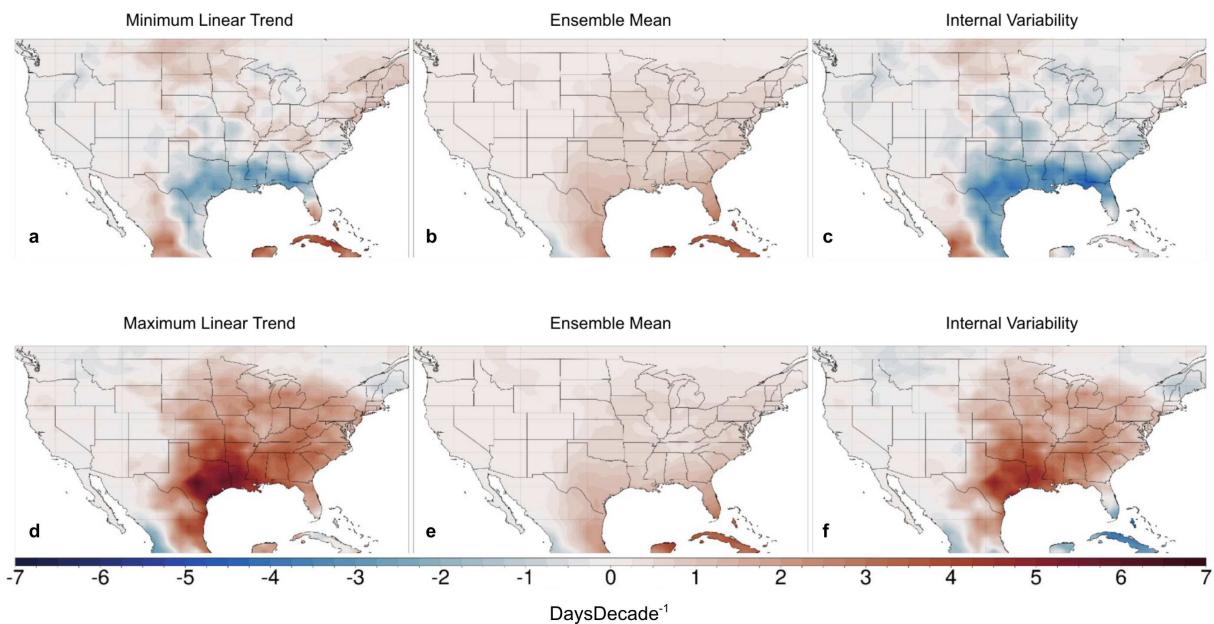 Minimum Linear Trend Ensemble Mean Internal Variability
a b c
Maximum Linear Trend Ensemble Mean Internal Variability
d e f
-7 -6 -5 -4 -3 -2 -1 0 1 2 3 4 5 6 7
DaysDecade⁻¹